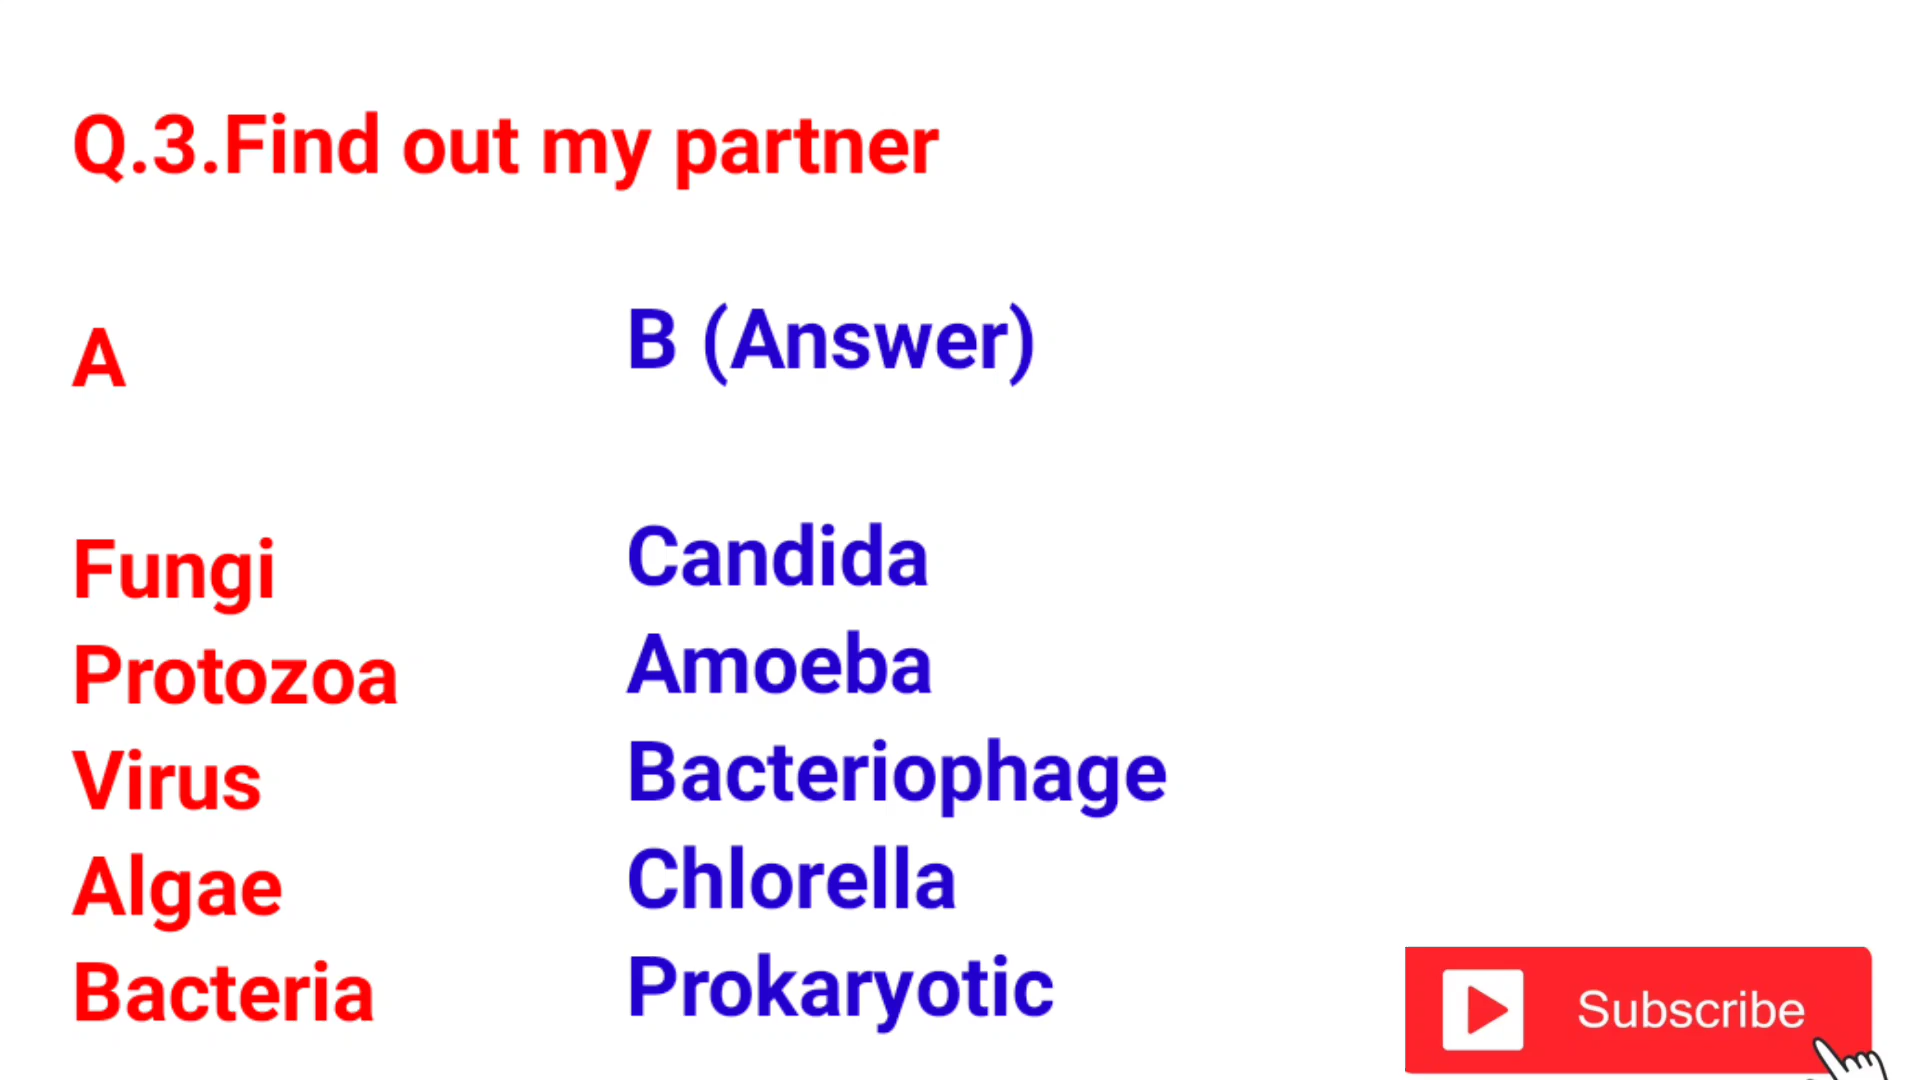 Q.3.Find out my partner
A B (Answer)
Fungi Candida
Protozoa Amoeba
Virus Bacteriophage
Algae Chlorella
Bacteria Prokaryotic
Subscribe